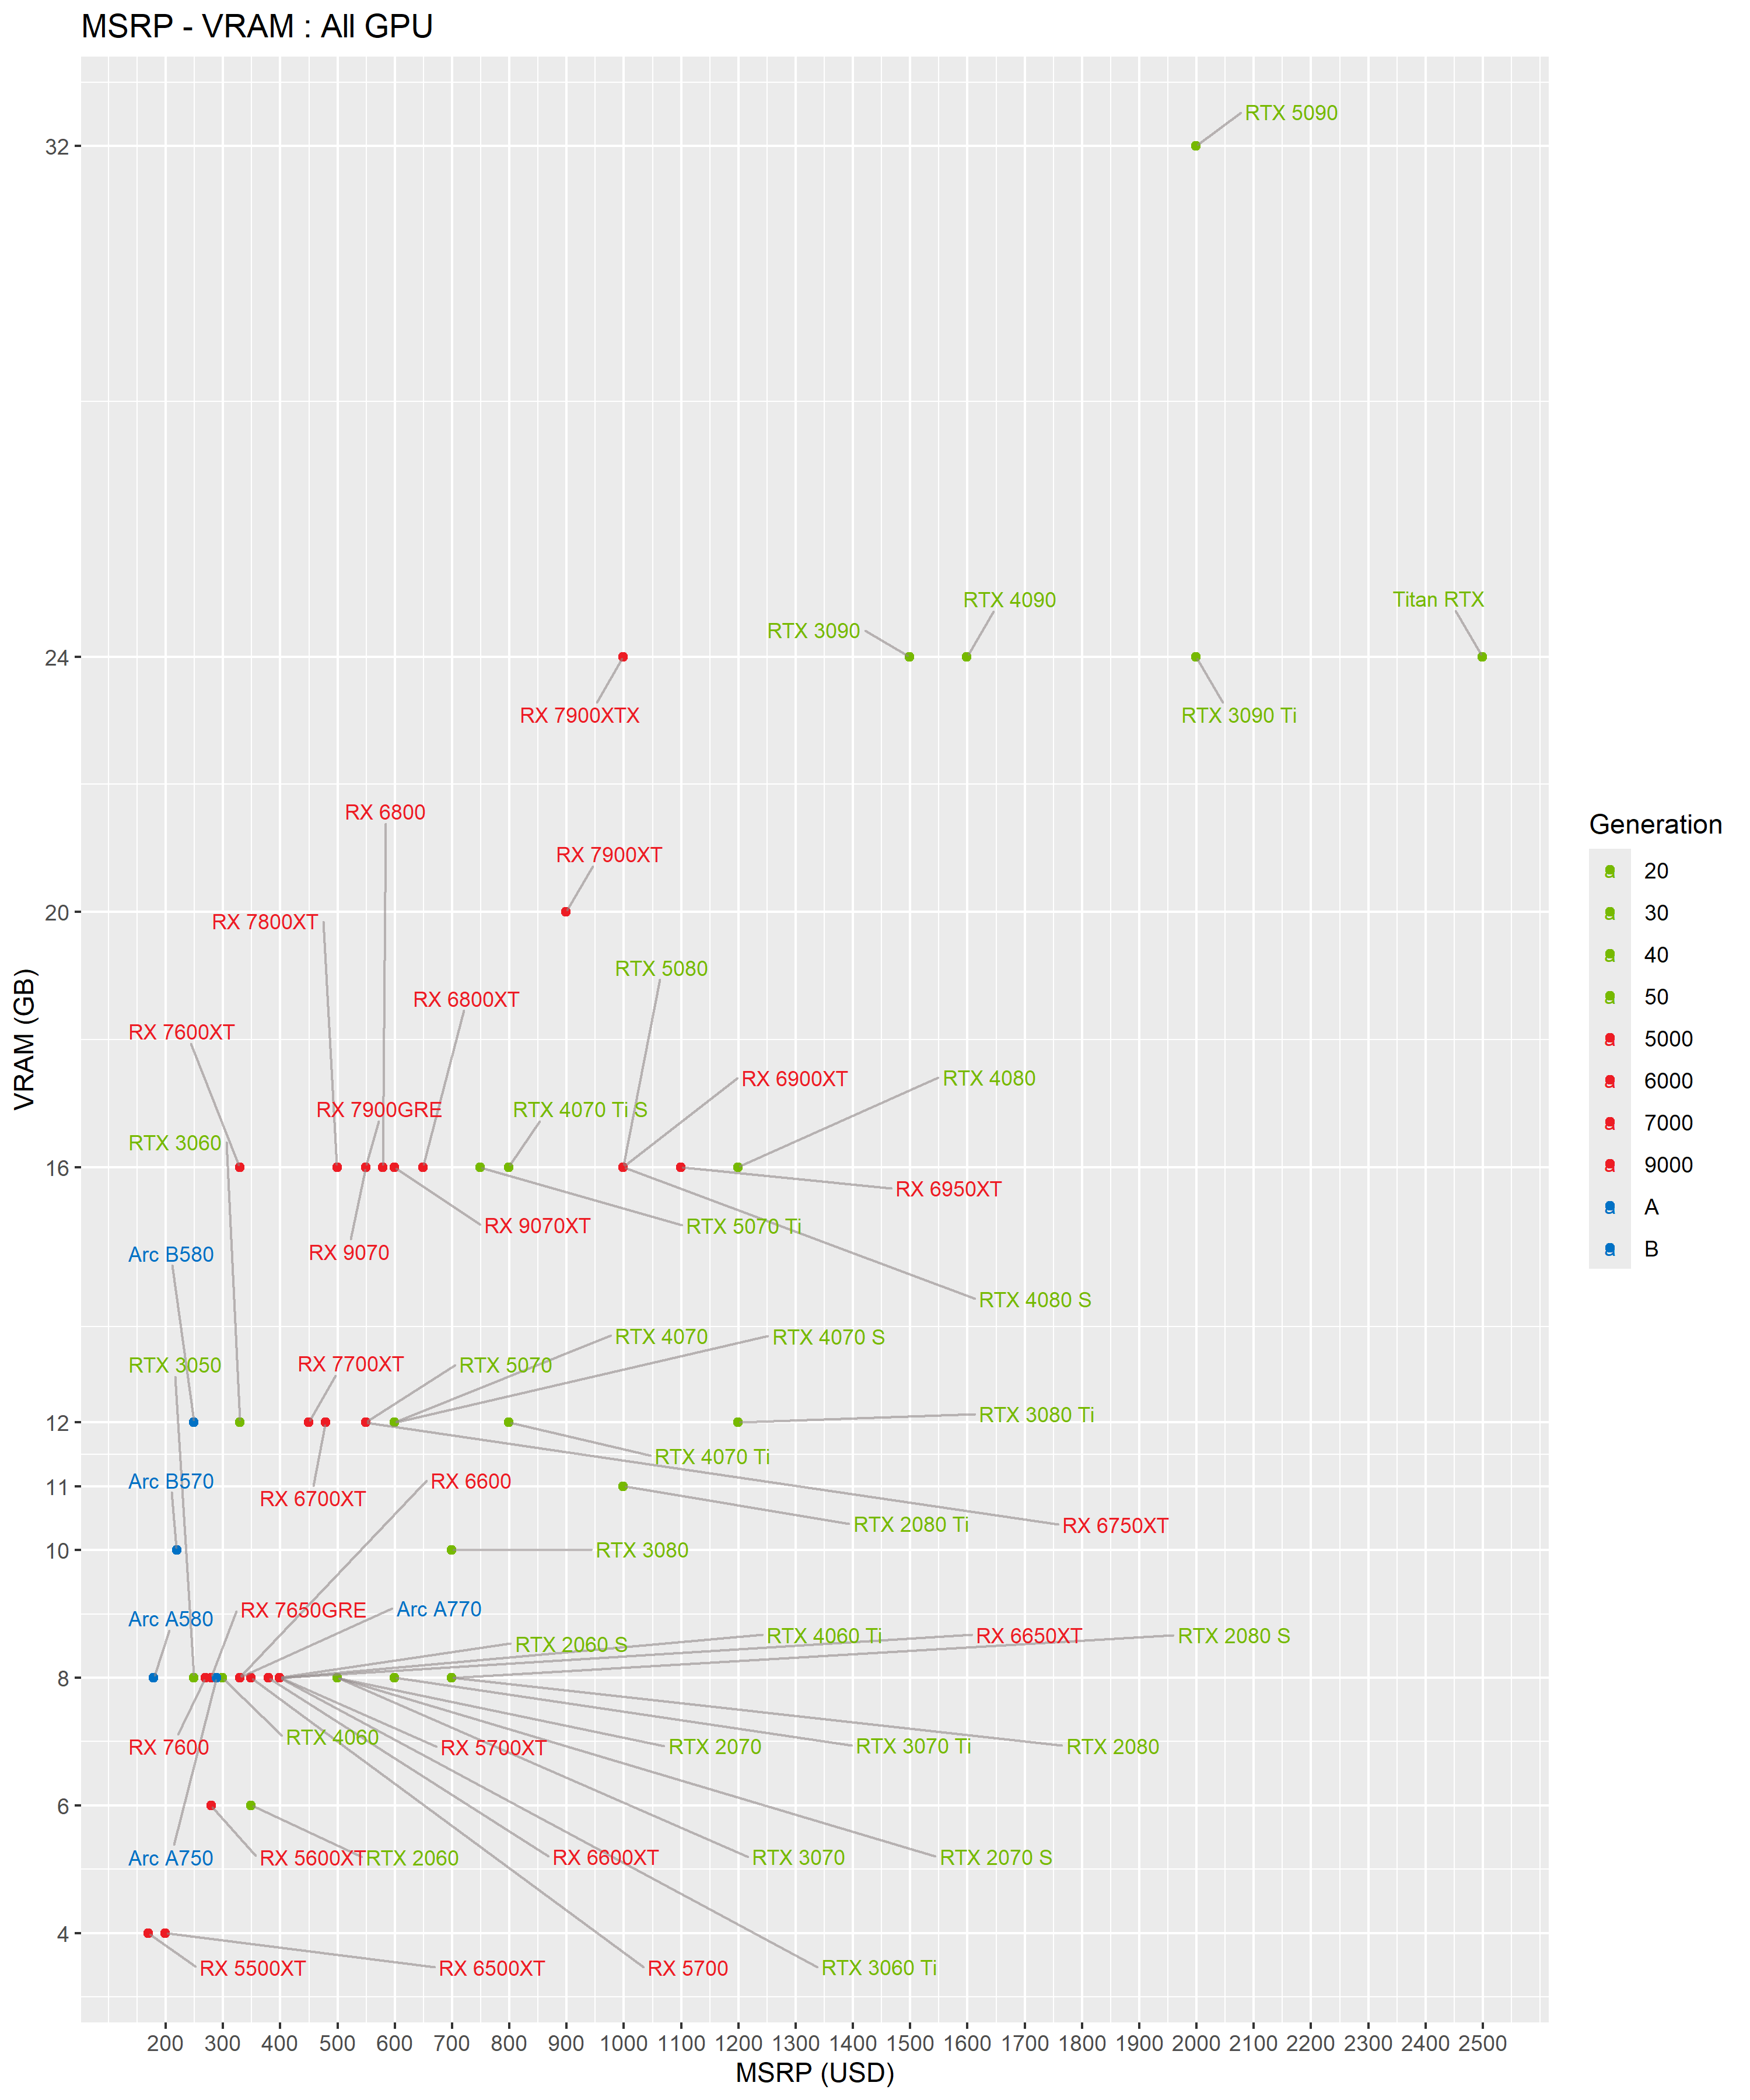 MSRP - VRAM : All GPU
RTX 5090
32
RTX 4090
Titan RTX
RTX 3090
24
RX 7900XTX
RTX 3090 Ti
RX 6800
Generation
RX 7900XT
20
30
40
50
5000
6000
7000
9000
A
B
20
RX 7800XT
RTX 5080
RX 6800XT
RX 7600XT
VRAM (GB)
RX 6900XT
RTX 4080
RX 7900GRE
RTX 4070 Ti S
RTX 3060
16
RX 6950XT
RX 9070XT
RTX 5070 Ti
RX 9070
Arc B580
RTX 4080 S
RTX 4070
RTX 4070 S
RTX 3050
RX 7700XT
RTX 5070
RTX 3080 Ti
12
RTX 4070 Ti
Arc B570
RX 6600
11
RX 6700XT
RTX 2080 Ti
RX 6750XT
10
RTX 3080
RX 7650GRE
Arc A770
Arc A580
RTX 2060 S
RTX 4060 Ti
RX 6650XT
RTX 2080 S
8
RTX 4060
RX 7600
RX 5700XT
RTX 2070
RTX 3070 Ti
RTX 2080
6
Arc A750
RX 5600XT
RTX 2060
RX 6600XT
RTX 3070
RTX 2070 S
4
RX 5500XT
RX 6500XT
RX 5700
RTX 3060 Ti
200 300 400 500 600 700 800 900 1000 1100 1200 1300 1400 1500 1600 1700 1800 1900 2000 2100 2200 2300 2400 2500
MSRP (USD)